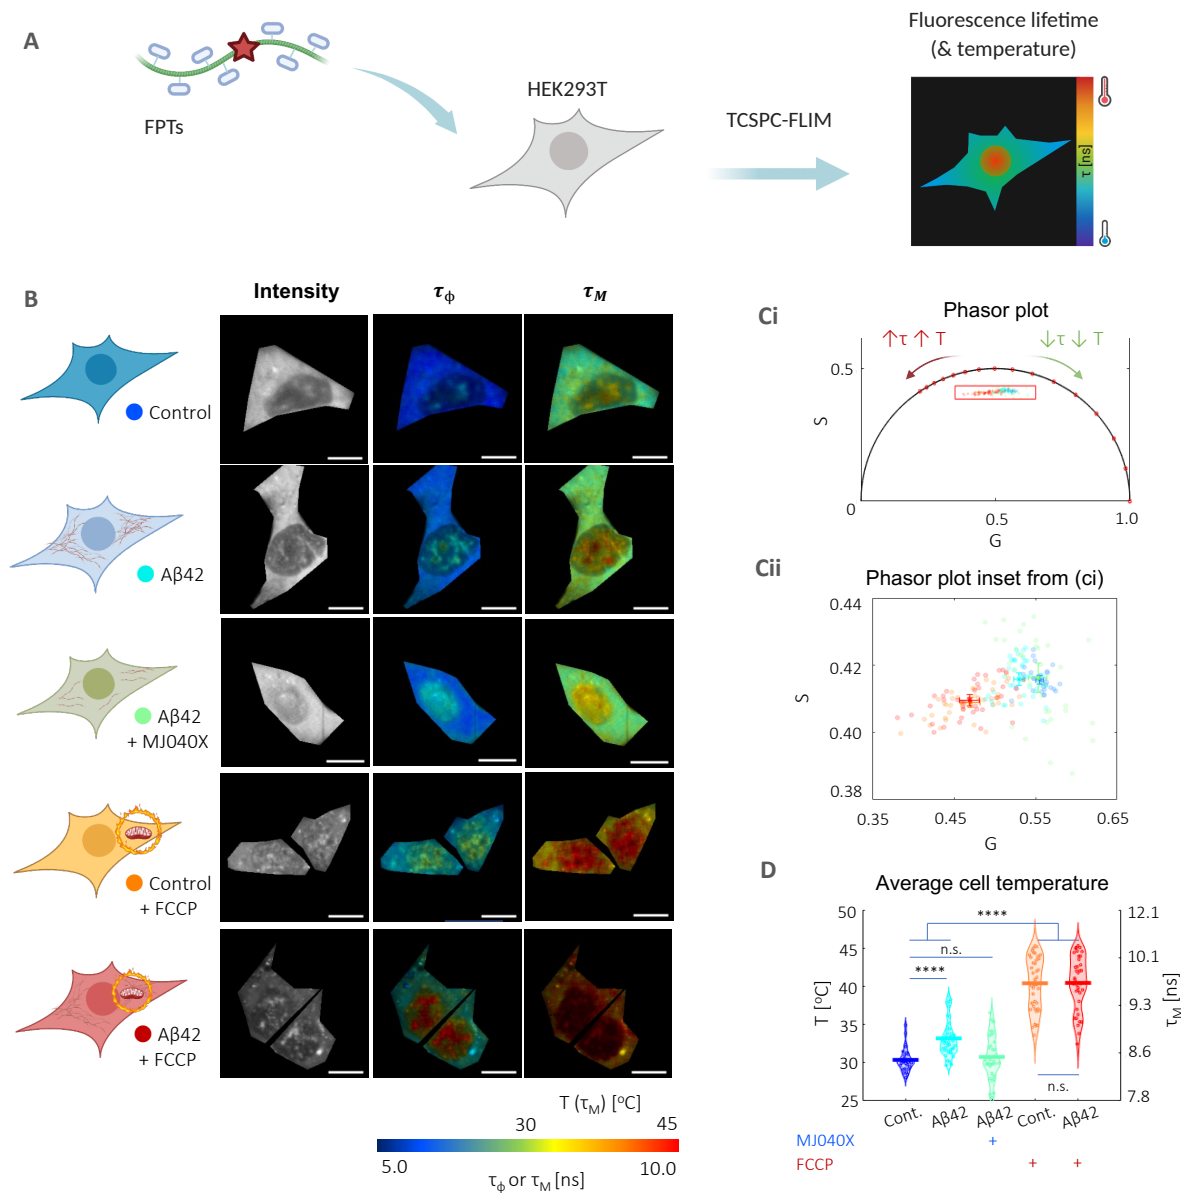 A
FPTs
HEK293T
TCSPC-FLIM
Fluorescence lifetime
(& temperature)
τ [ns]
B
Intensity
τϕ
τM
Control
Aβ42
Aβ42
+ MJ040X
Control
+ FCCP
Aβ42
+ FCCP
T (τM) [°C]
30
45
5.0
10.0
τϕ or τM [ns]
Ci
Phasor plot
↑τ ↑ T
↓τ ↓ T
0.5
S
0
0.5
1.0
G
Cii
Phasor plot inset from (ci)
0.44
0.42
0.40
0.38
S
0.35
0.45
0.55
0.65
G
D
Average cell temperature
50
45
40
35
30
25
T [°C]
****
n.s.
****
n.s.
12.1
10.1
9.3
8.6
7.8
τM [ns]
Cont.
Aβ42
Aβ42
Cont.
Aβ42
MJ040X
+
FCCP
+
+